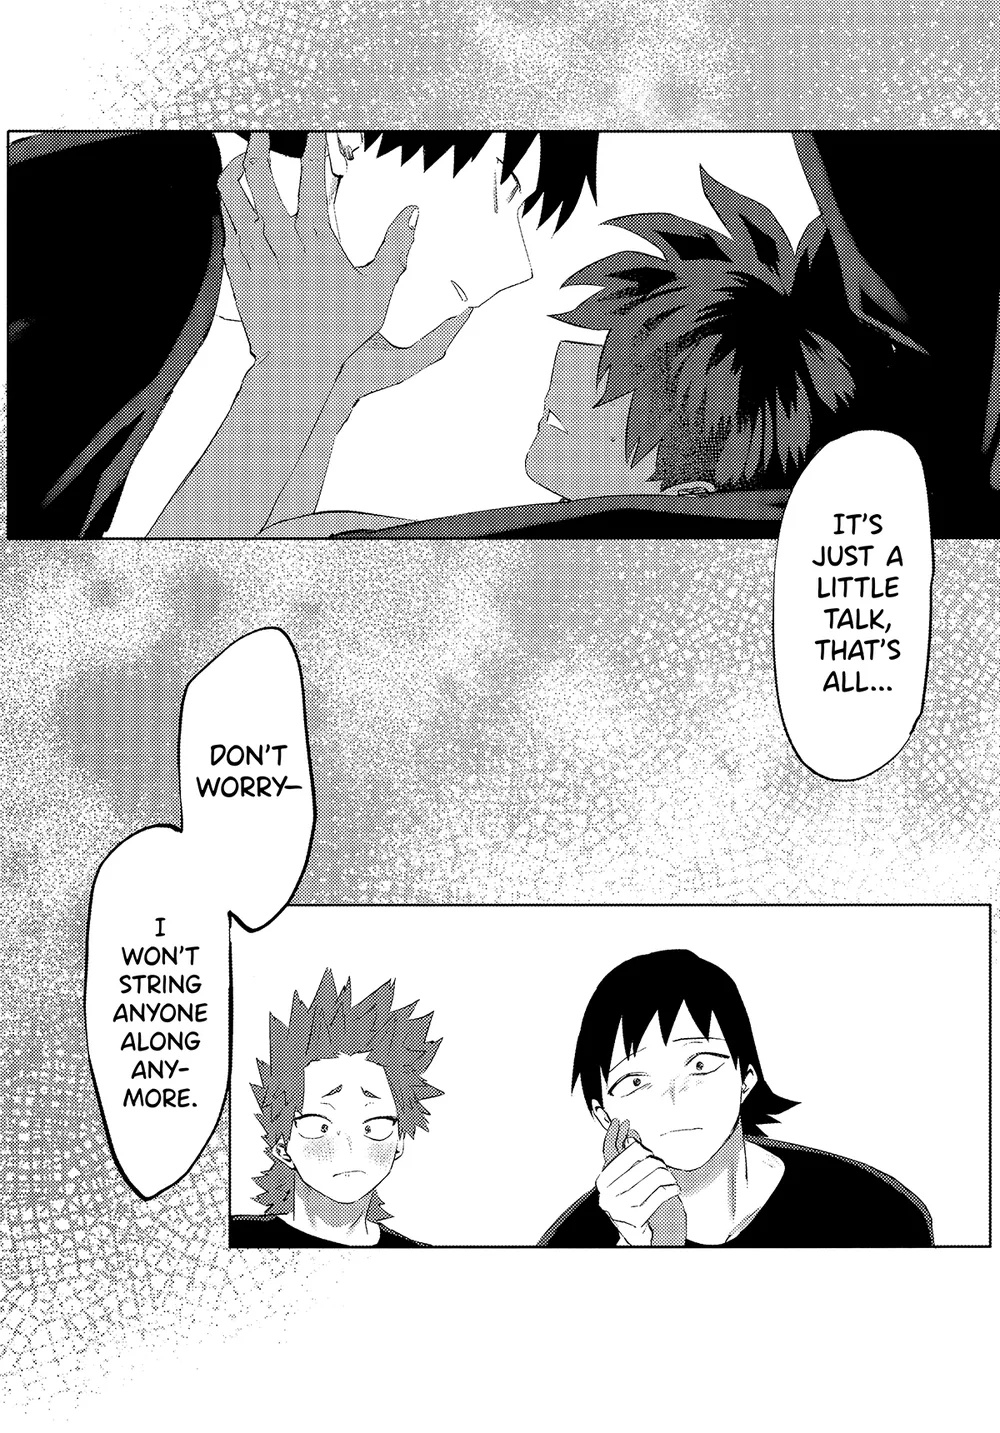 IT'S
JUST A
LITTLE
TALK,
THAT'S
ALL...
DON'T
WORRY–
I
WON'T
STRING
ANYONE
ALONG
ANY-
MORE.